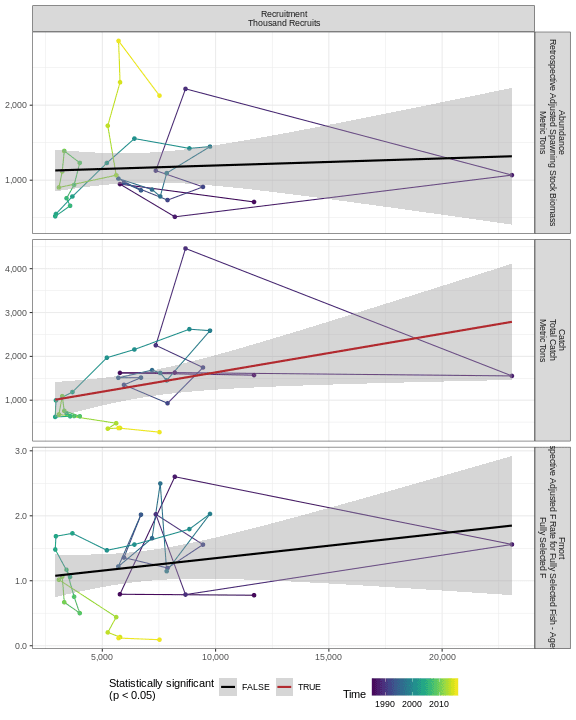 Recruitment
Thousand Recruits
2,000
1,000
Abundance
Retrospective Adjusted Spawning Stock Biomass
Metric Tons
4,000
3,000
2,000
1,000
Catch
Total Catch
Metric Tons
3.0
2.0
1.0
0.0
Fmort
spective Adjusted F Rate for Fully Selected Fish - Age
Fully Selected F
5,000
10,000
15,000
20,000
Statistically significant
(p < 0.05)
FALSE
TRUE
Time
1990
2000
2010